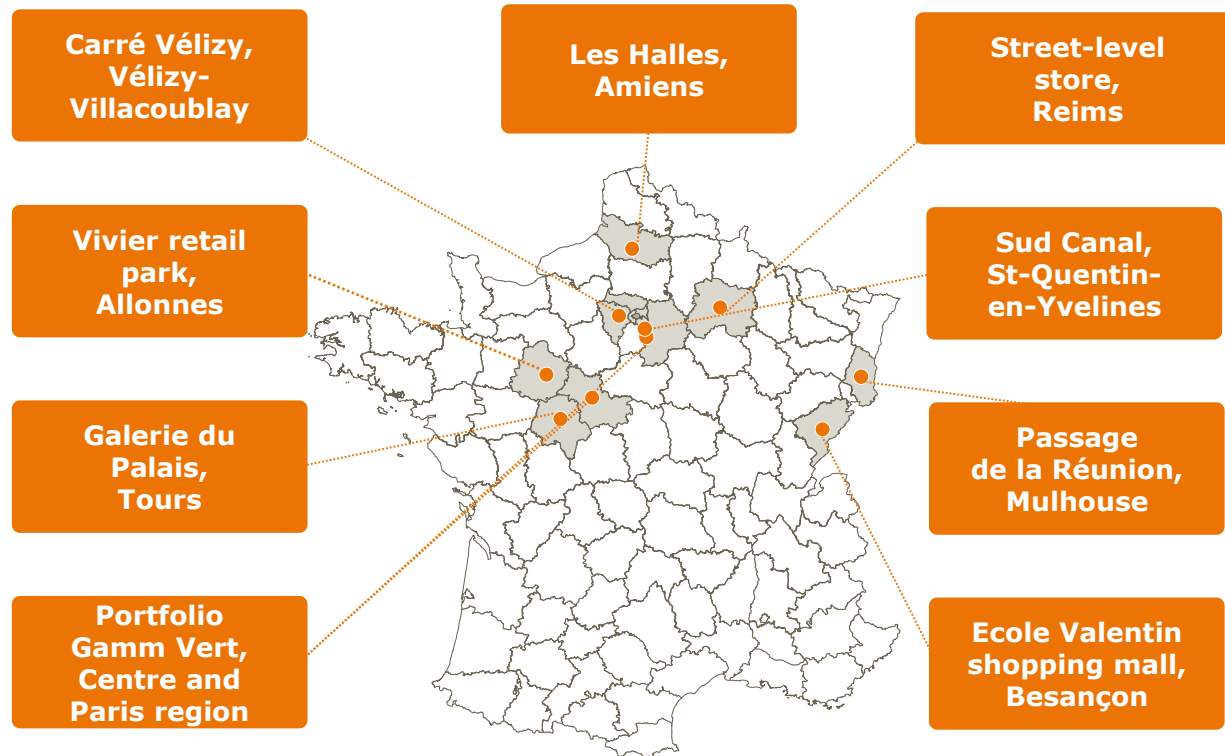 Carré Vélizy,
Vélizy-
Villacoublay
Les Halles,
Amiens
Street-level
store,
Reims
Vivier retail
park,
Allonnes
Sud Canal,
St-Quentin-
en-Yvelines
Galerie du
Palais,
Tours
Passage
de la Réunion,
Mulhouse
Portfolio
Gamm Vert,
Centre and
Paris region
Ecole Valentin
shopping mall,
Besançon